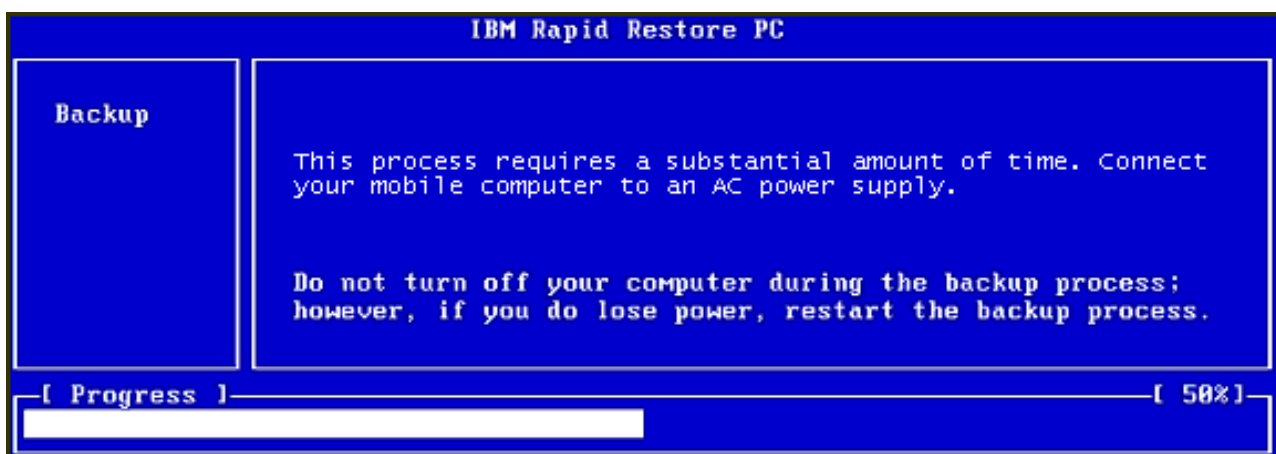 IBM Rapid Restore PC
Backup
This process requires a substantial amount of time. Connect
your mobile computer to an AC power supply.
Do not turn off your computer during the backup process;
however, if you do lose power, restart the backup process.
[ Progress ]
[ 50%]